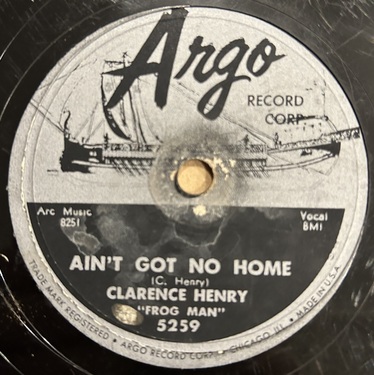 Argo
RECORD
CORP.
Arc Music
8251
Vocal
BMI
AIN'T GOT NO HOME
(C. Henry)
CLARENCE HENRY
"FROG MAN"
5259
TRADE MARK REGISTERED • ARGO RECORD CORP. • CHICAGO, ILL. • MADE IN U.S.A.